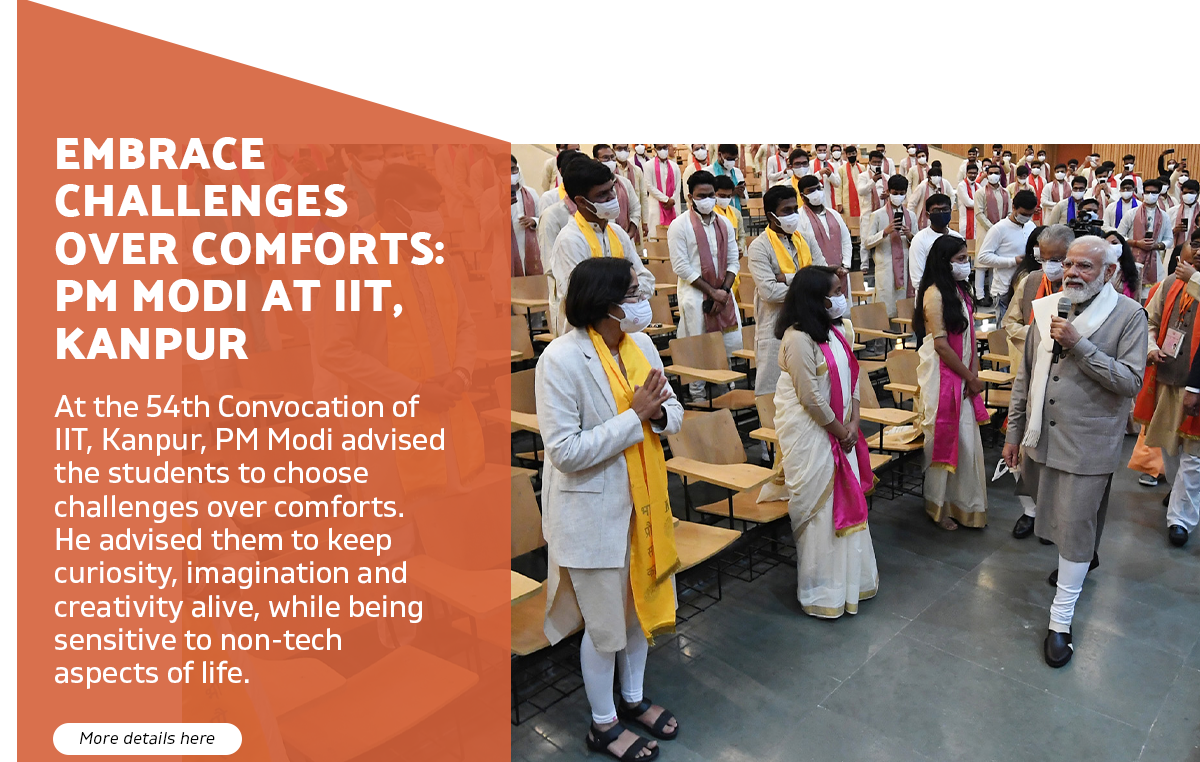 EMBRACE
CHALLENGES
OVER COMFORTS:
PM MODI AT IIT,
KANPUR
At the 54th Convocation of
IIT, Kanpur, PM Modi advised
the students to choose
challenges over comforts.
He advised them to keep
curiosity, imagination and
creativity alive, while being
sensitive to non-tech
aspects of life.
More details here